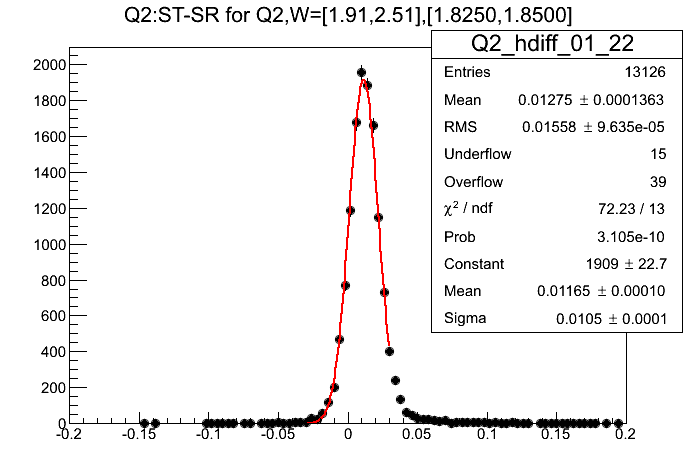 Q2:ST-SR for Q2,W=[1.91,2.51],[1.8250,1.8500]
Q2_hdiff_01_22
Entries 13126
Mean 0.01275 ± 0.0001363
RMS 0.01558 ± 9.635e-05
Underflow 15
Overflow 39
χ² / ndf 72.23 / 13
Prob 3.105e-10
Constant 1909 ± 22.7
Mean 0.01165 ± 0.00010
Sigma 0.0105 ± 0.0001
2000
1800
1600
1400
1200
1000
800
600
400
200
0
-0.2 -0.15 -0.1 -0.05 0 0.05 0.1 0.15 0.2